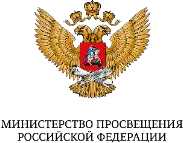 МИНИСТЕРСТВО ПРОСВЕЩЕНИЯ
РОССИЙСКОЙ ФЕДЕРАЦИИ